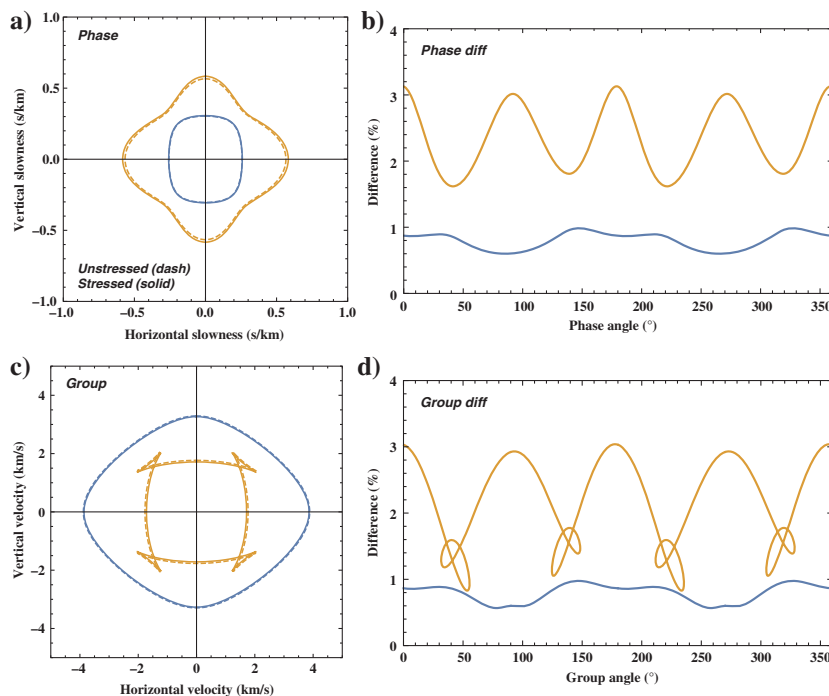 a)
Phase
1.0
0.5
0.0
−0.5
−1.0
Vertical slowness (s/km)
Unstressed (dash)
Stressed (solid)
−1.0 −0.5 0.0 0.5 1.0
Horizontal slowness (s/km)
b)
Phase diff
4
3
2
1
0
Difference (%)
0 50 100 150 200 250 300 350
Phase angle (°)
c)
Group
4
2
0
−2
−4
Vertical velocity (km/s)
−4 −2 0 2 4
Horizontal velocity (km/s)
d)
Group diff
4
3
2
1
0
Difference (%)
0 50 100 150 200 250 300 350
Group angle (°)